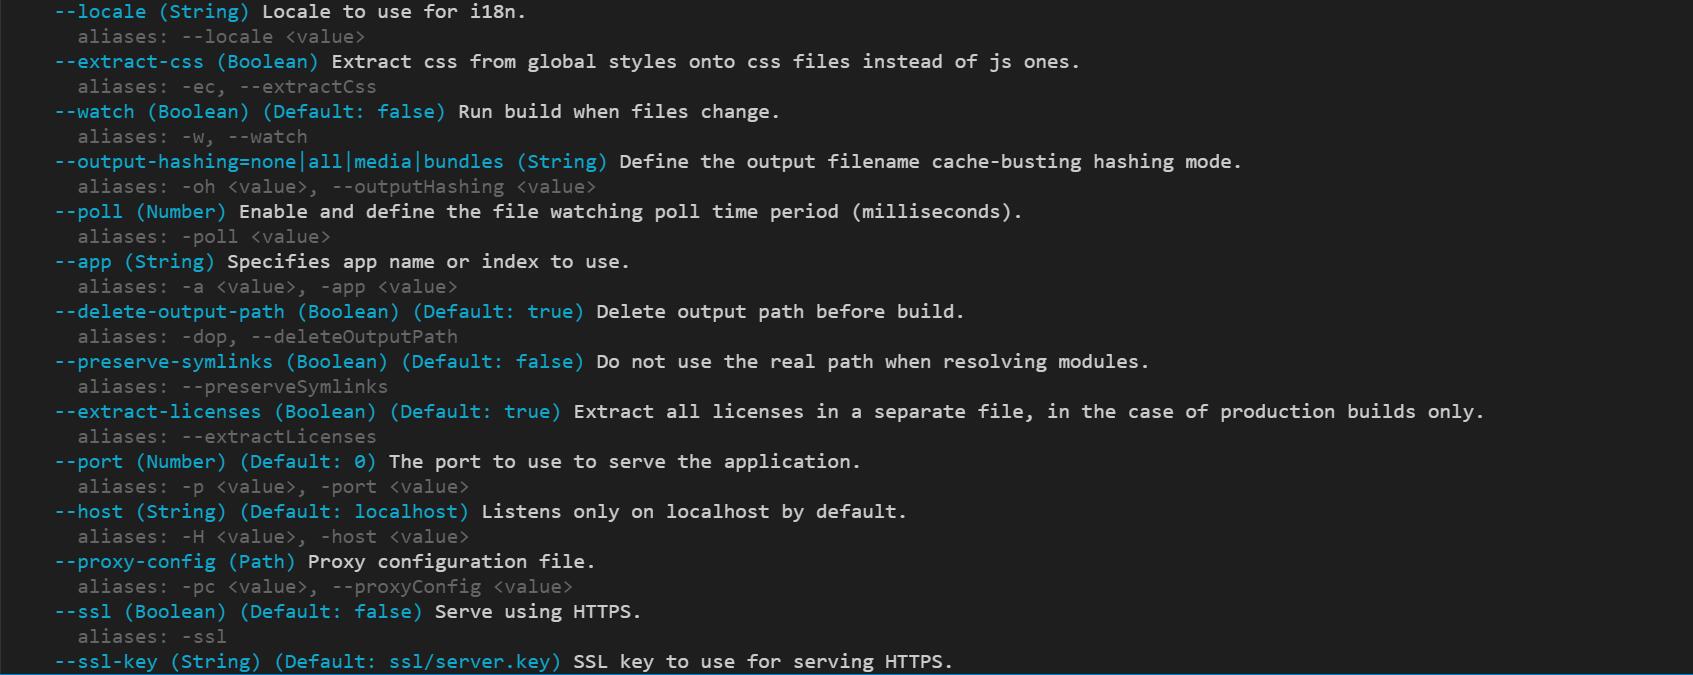 --locale (String) Locale to use for i18n.
aliases: --locale <value>
--extract-css (Boolean) Extract css from global styles onto css files instead of js ones.
aliases: -ec, --extractCss
--watch (Boolean) (Default: false) Run build when files change.
aliases: -w, --watch
--output-hashing=none|all|media|bundles (String) Define the output filename cache-busting hashing mode.
aliases: -oh <value>, --outputHashing <value>
--poll (Number) Enable and define the file watching poll time period (milliseconds).
aliases: -poll <value>
--app (String) Specifies app name or index to use.
aliases: -a <value>, -app <value>
--delete-output-path (Boolean) (Default: true) Delete output path before build.
aliases: -dop, --deleteOutputPath
--preserve-symlinks (Boolean) (Default: false) Do not use the real path when resolving modules.
aliases: --preserveSymlinks
--extract-licenses (Boolean) (Default: true) Extract all licenses in a separate file, in the case of production builds only.
aliases: --extractLicenses
--port (Number) (Default: 0) The port to use to serve the application.
aliases: -p <value>, -port <value>
--host (String) (Default: localhost) Listens only on localhost by default.
aliases: -H <value>, -host <value>
--proxy-config (Path) Proxy configuration file.
aliases: -pc <value>, --proxyConfig <value>
--ssl (Boolean) (Default: false) Serve using HTTPS.
aliases: -ssl
--ssl-key (String) (Default: ssl/server.key) SSL key to use for serving HTTPS.